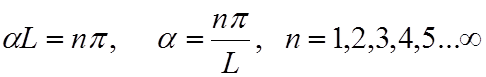 αL = nπ,   α = nπ/L,   n = 1,2,3,4,5...∞